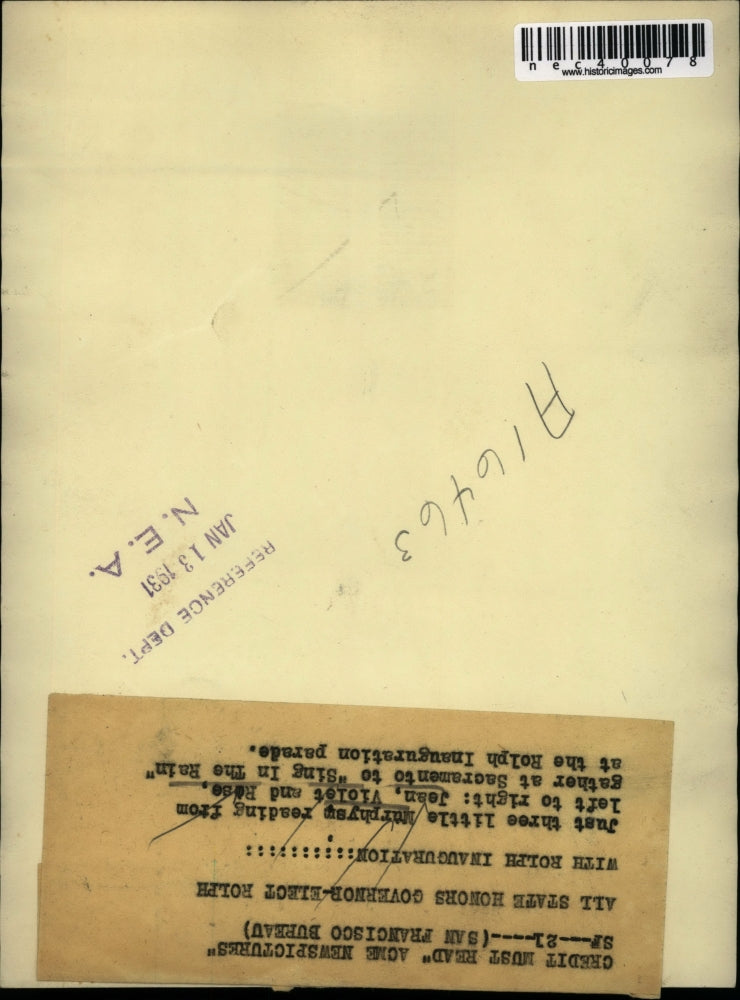 nec40078
www.historicimages.com
A16463
REFERENCE DEPT.
JAN 13 1931
N. E. A.
CREDIT MUST READ" ACME NEWSPICTURES"
SF---21----(SAN FRANCISCO BUREAU)
ALL STATE HONORS GOVERNOR-ELECT ROLPH
WITH ROLPH INAUGURATION::::::::::
Just three little Murphysw reading from
left to right: Jean, Violet and Rose,
gather at Sacramento to "Sing In The Rain"
at the Rolph Inauguration parade.